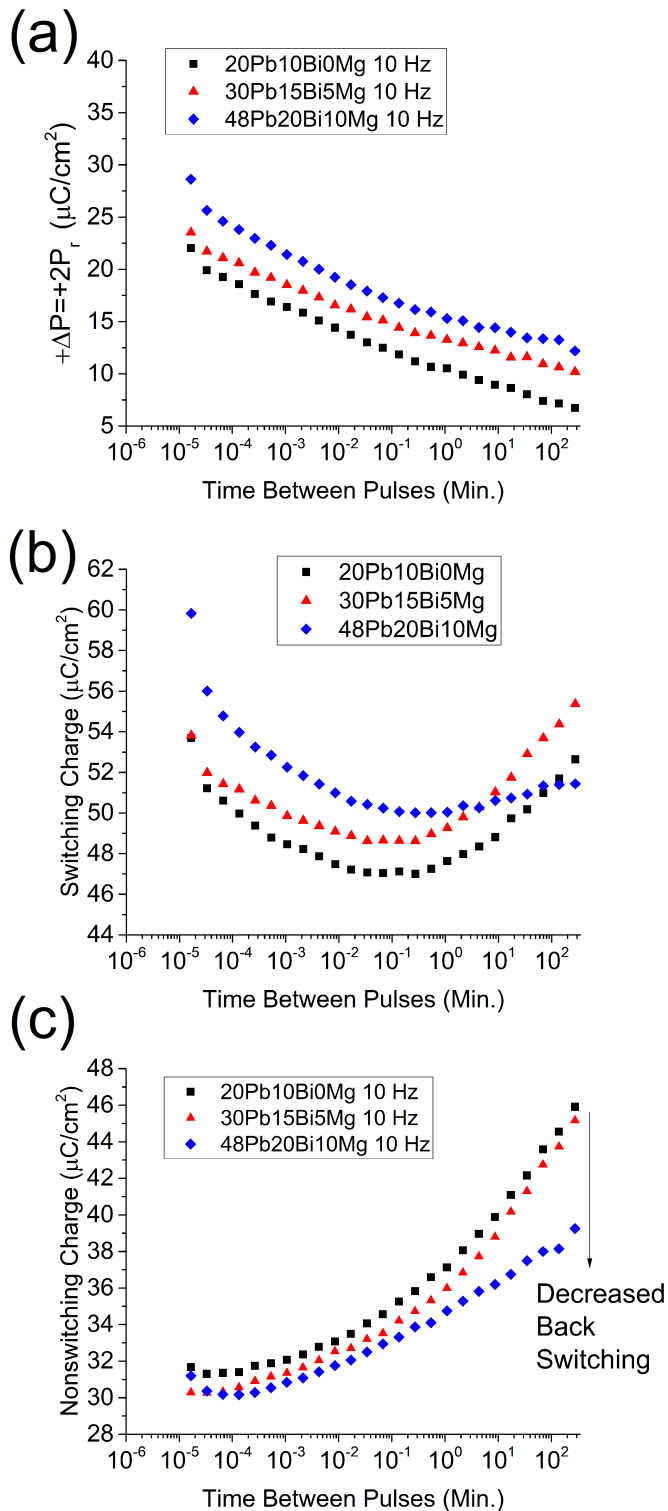 (a)
20Pb10Bi0Mg 10 Hz
30Pb15Bi5Mg 10 Hz
48Pb20Bi10Mg 10 Hz
+ΔP=+2Pᵣ (μC/cm²)
40
35
30
25
20
15
10
5
10⁻⁶ 10⁻⁵ 10⁻⁴ 10⁻³ 10⁻² 10⁻¹ 10⁰ 10¹ 10²
Time Between Pulses (Min.)
(b)
20Pb10Bi0Mg
30Pb15Bi5Mg
48Pb20Bi10Mg
Switching Charge (μC/cm²)
62
60
58
56
54
52
50
48
46
44
10⁻⁶ 10⁻⁵ 10⁻⁴ 10⁻³ 10⁻² 10⁻¹ 10⁰ 10¹ 10²
Time Between Pulses (Min.)
(c)
20Pb10Bi0Mg 10 Hz
30Pb15Bi5Mg 10 Hz
48Pb20Bi10Mg 10 Hz
Nonswitching Charge (μC/cm²)
48
46
44
42
40
38
36
34
32
30
28
Decreased
Back
Switching
10⁻⁶ 10⁻⁵ 10⁻⁴ 10⁻³ 10⁻² 10⁻¹ 10⁰ 10¹ 10²
Time Between Pulses (Min.)